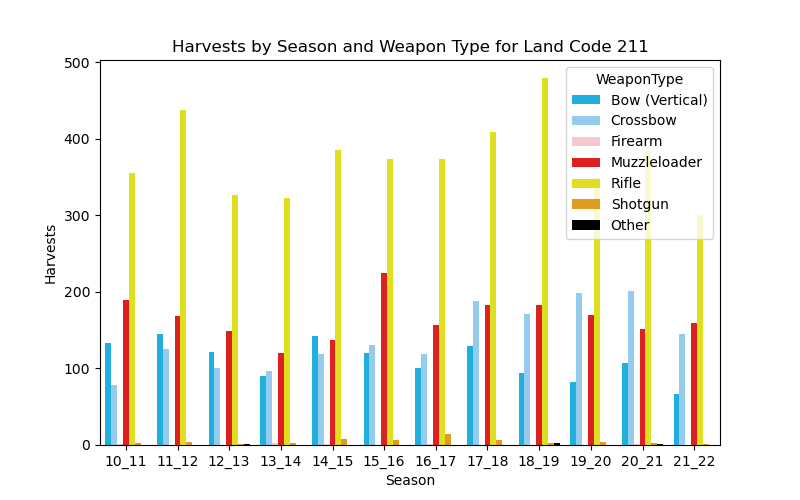 Harvests by Season and Weapon Type for Land Code 211
500
400
300
200
100
0
Harvests
WeaponType
Bow (Vertical)
Crossbow
Firearm
Muzzleloader
Rifle
Shotgun
Other
10_11 11_12 12_13 13_14 14_15 15_16 16_17 17_18 18_19 19_20 20_21 21_22
Season